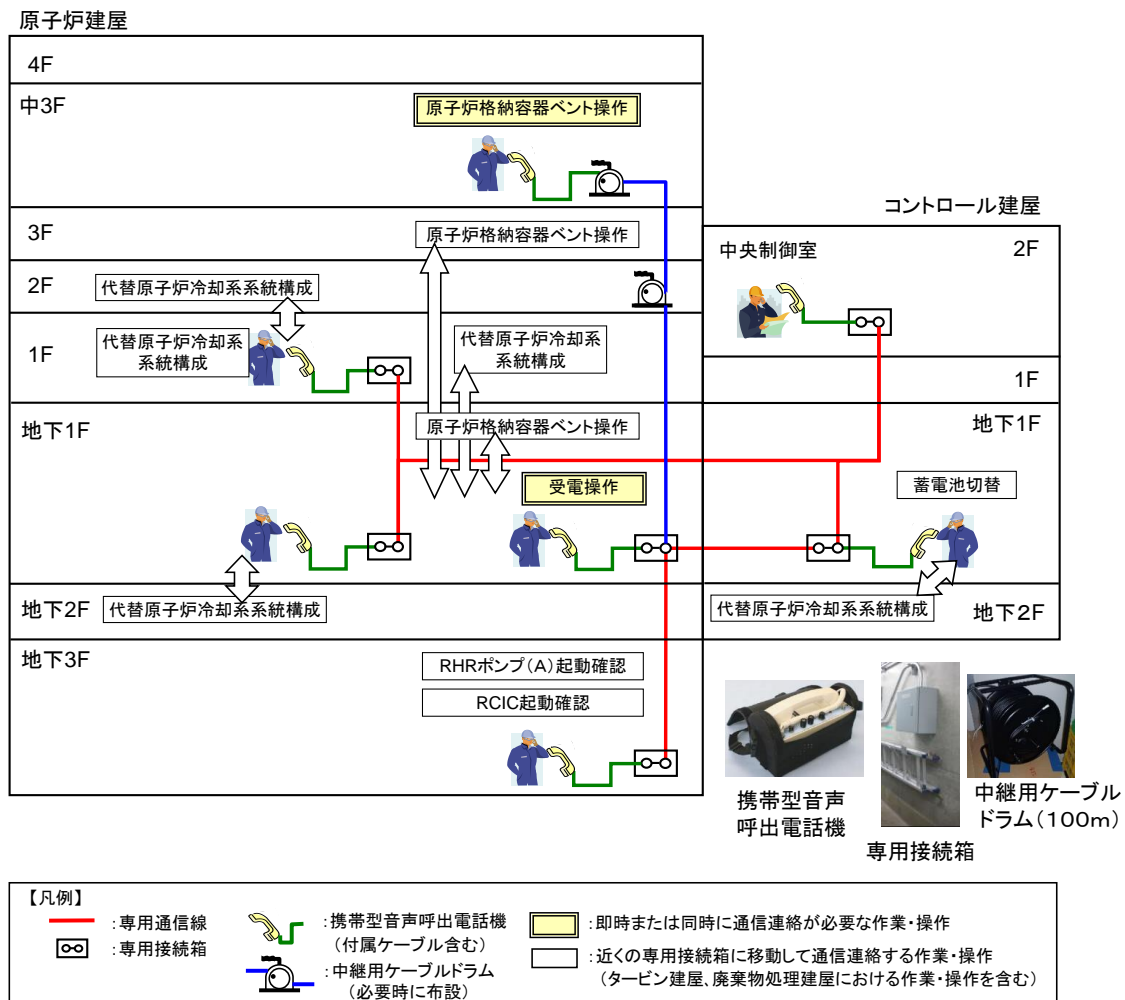 原子炉建屋
4F
中3F
原子炉格納容器ベント操作
3F
原子炉格納容器ベント操作
2F
代替原子炉冷却系系統構成
1F
代替原子炉冷却系
系統構成
代替原子炉冷却系
系統構成
地下1F
原子炉格納容器ベント操作
受電操作
地下2F
代替原子炉冷却系系統構成
地下3F
RHRポンプ(A)起動確認
RCIC起動確認
コントロール建屋
中央制御室
2F
1F
地下1F
蓄電池切替
代替原子炉冷却系系統構成
地下2F
携帯型音声
呼出電話機
専用接続箱
中継用ケーブル
ドラム(100m)
【凡例】
:専用通信線
:専用接続箱
:携帯型音声呼出電話機
(付属ケーブル含む)
:中継用ケーブルドラム
(必要時に布設)
:即時または同時に通信連絡が必要な作業・操作
:近くの専用接続箱に移動して通信連絡する作業・操作
(タービン建屋、廃棄物処理建屋における作業・操作を含む)